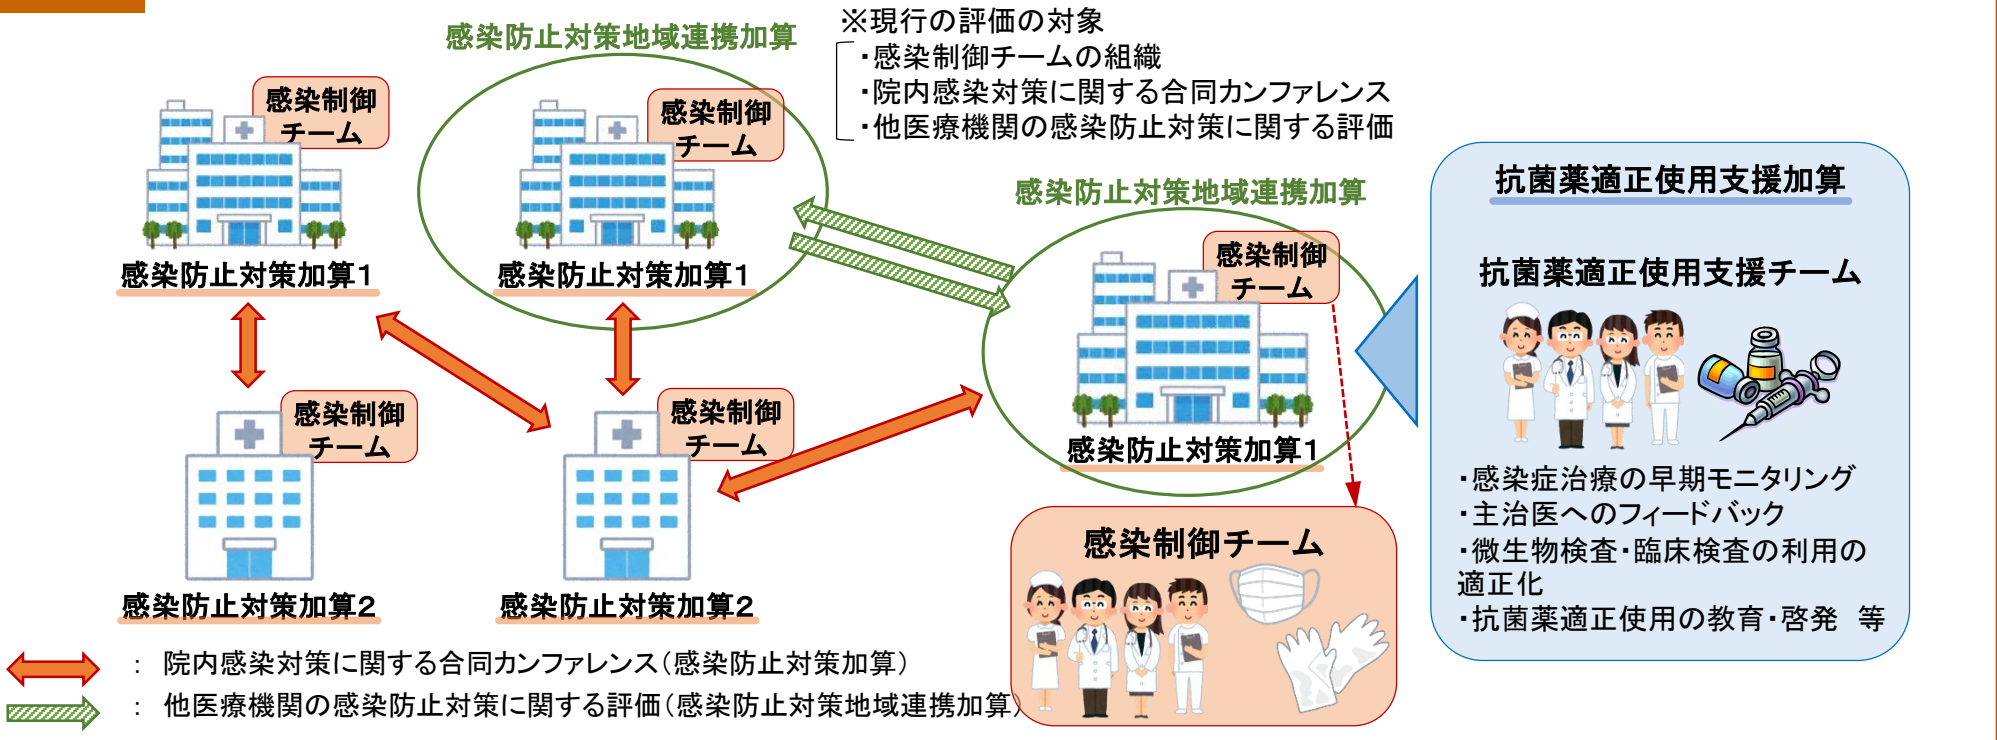 感染防止対策地域連携加算
※現行の評価の対象
・感染制御チームの組織
・院内感染対策に関する合同カンファレンス
・他医療機関の感染防止対策に関する評価
感染制御
チーム
感染防止対策加算1
感染制御
チーム
感染防止対策加算1
感染防止対策地域連携加算
感染制御
チーム
感染防止対策加算1
抗菌薬適正使用支援加算
抗菌薬適正使用支援チーム
・感染症治療の早期モニタリング
・主治医へのフィードバック
・微生物検査・臨床検査の利用の
適正化
・抗菌薬適正使用の教育・啓発 等
感染制御
チーム
感染防止対策加算2
感染制御
チーム
感染防止対策加算2
感染制御チーム
: 院内感染対策に関する合同カンファレンス(感染防止対策加算)
: 他医療機関の感染防止対策に関する評価(感染防止対策地域連携加算)